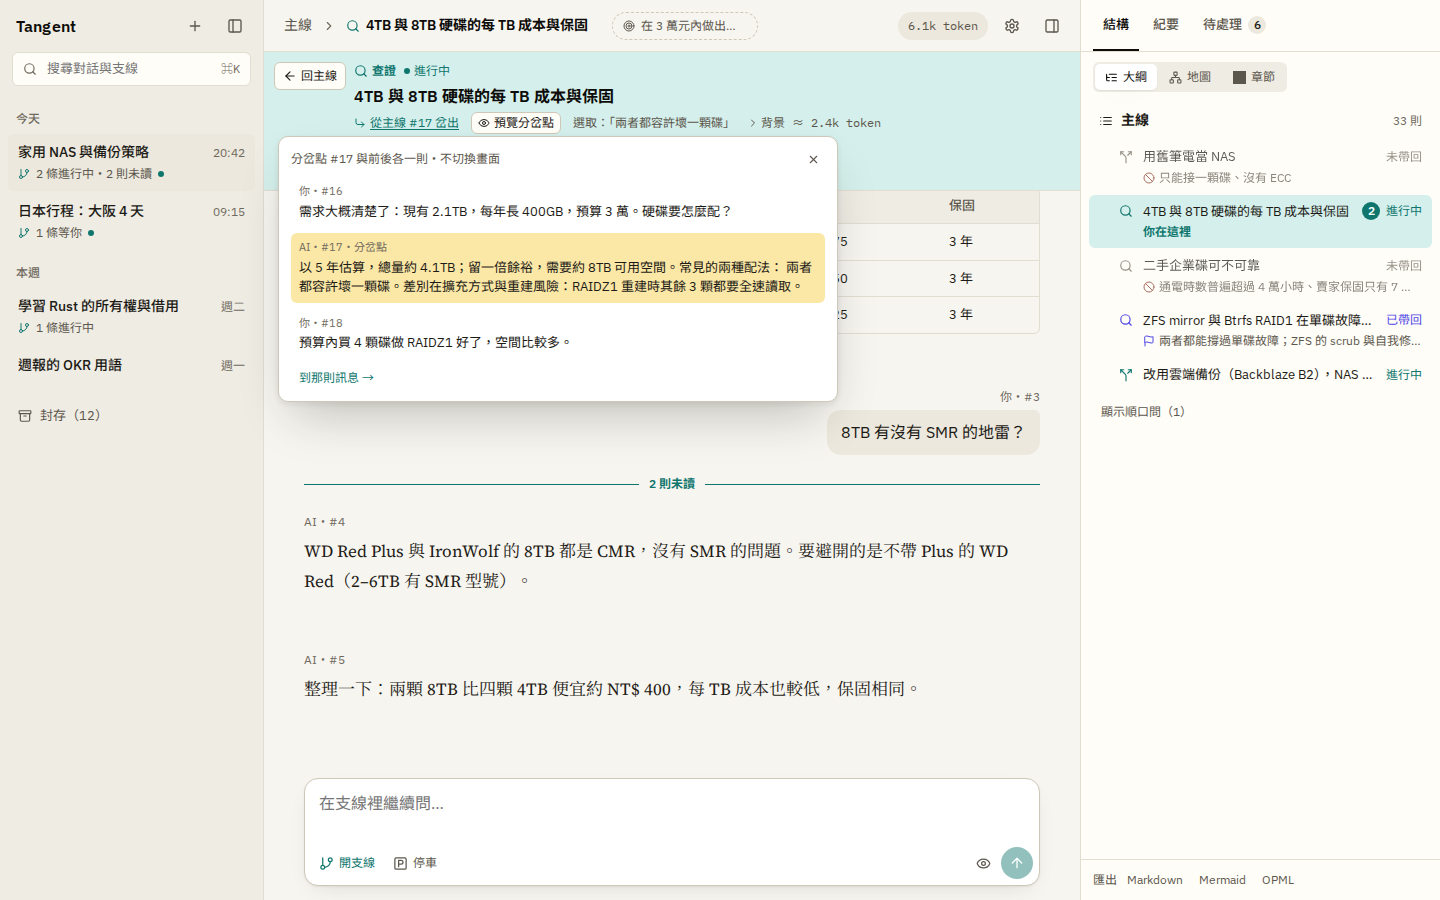 Tangent
搜尋對話與支線
⌘K
今天
家用 NAS 與備份策略
20:42
2 條進行中・2 則未讀
日本行程：大阪 4 天
09:15
1 條等你
本週
學習 Rust 的所有權與借用
週二
1 條進行中
週報的 OKR 用語
週一
封存（12）
主線
4TB 與 8TB 硬碟的每 TB 成本與保固
在 3 萬元內做出…
6.1k token
回主線
查證
進行中
4TB 與 8TB 硬碟的每 TB 成本與保固
從主線 #17 岔出
預覽分岔點
選取：「兩者都容許壞一顆碟」
背景 ≈ 2.4k token
分岔點 #17 與前後各一則・不切換畫面
你・#16
需求大概清楚了：現有 2.1TB，每年長 400GB，預算 3 萬。硬碟要怎麼配？
AI・#17・分岔點
以 5 年估算，總量約 4.1TB；留一倍餘裕，需要約 8TB 可用空間。常見的兩種配法： 兩者
都容許壞一顆碟。差別在擴充方式與重建風險：RAIDZ1 重建時其餘 3 顆都要全速讀取。
你・#18
預算內買 4 顆碟做 RAIDZ1 好了，空間比較多。
到那則訊息 →
保固
3 年
3 年
3 年
你・#3
8TB 有沒有 SMR 的地雷？
2 則未讀
AI・#4
WD Red Plus 與 IronWolf 的 8TB 都是 CMR，沒有 SMR 的問題。要避開的是不帶 Plus 的 WD
Red（2–6TB 有 SMR 型號）。
AI・#5
整理一下：兩顆 8TB 比四顆 4TB 便宜約 NT$ 400，每 TB 成本也較低，保固相同。
在支線裡繼續問…
開支線
停車
結構
紀要
待處理
6
大綱
地圖
章節
主線
33 則
用舊筆電當 NAS
未帶回
只能接一顆碟、沒有 ECC
4TB 與 8TB 硬碟的每 TB 成本與保固
2
進行中
你在這裡
二手企業碟可不可靠
未帶回
通電時數普遍超過 4 萬小時、賣家保固只有 7 …
ZFS mirror 與 Btrfs RAID1 在單碟故障…
已帶回
兩者都能撐過單碟故障；ZFS 的 scrub 與自我修…
改用雲端備份（Backblaze B2），NAS …
進行中
顯示順口問（1）
匯出
Markdown
Mermaid
OPML